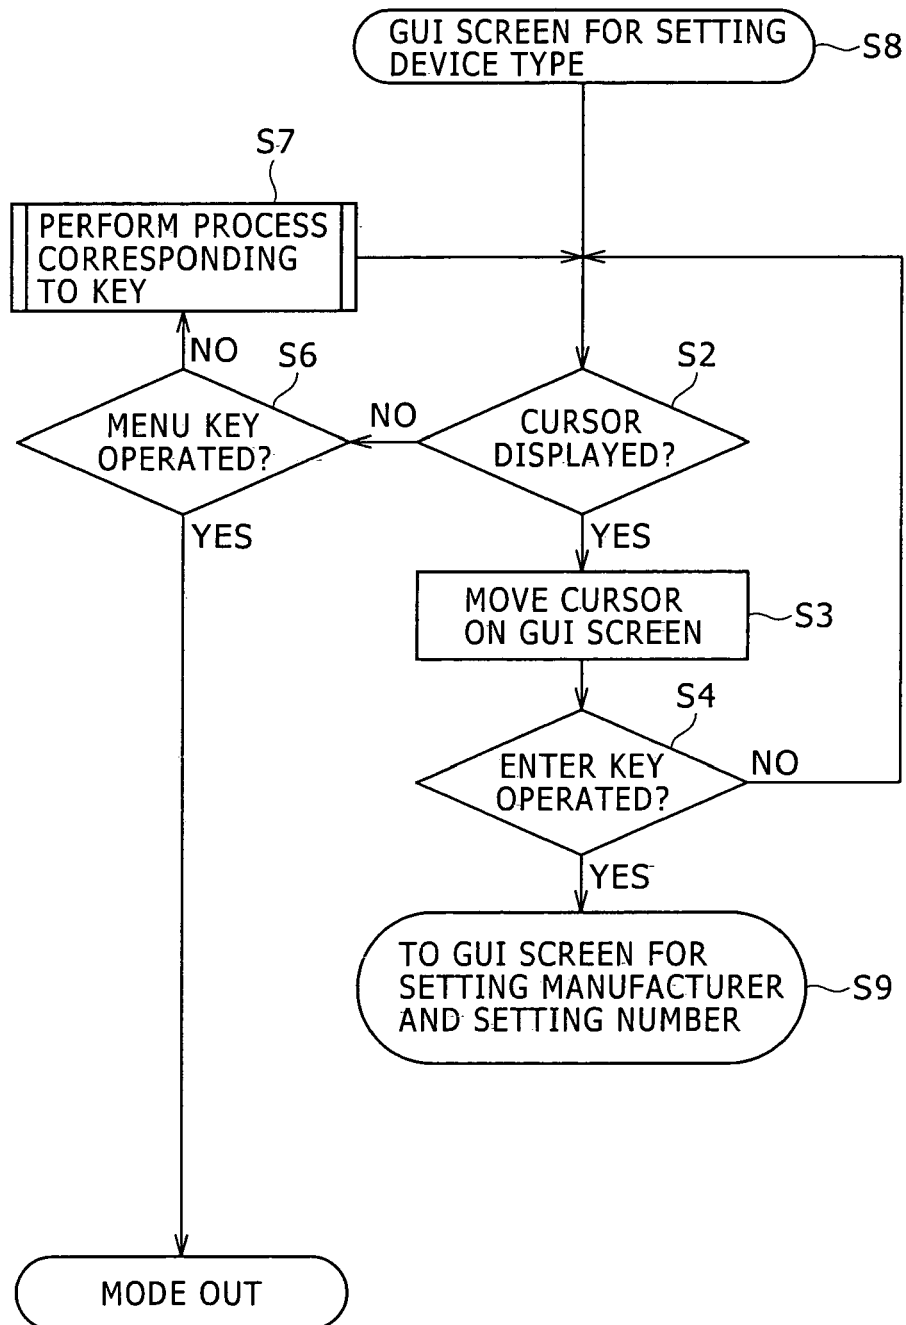 GUI SCREEN FOR SETTING
DEVICE TYPE
S8
S7
PERFORM PROCESS
CORRESPONDING
TO KEY
NO
S6
MENU KEY
OPERATED?
NO
S2
CURSOR
DISPLAYED?
YES
YES
MOVE CURSOR
ON GUI SCREEN
S3
S4
ENTER KEY
OPERATED?
NO
YES
TO GUI SCREEN FOR
SETTING MANUFACTURER
AND SETTING NUMBER
S9
MODE OUT